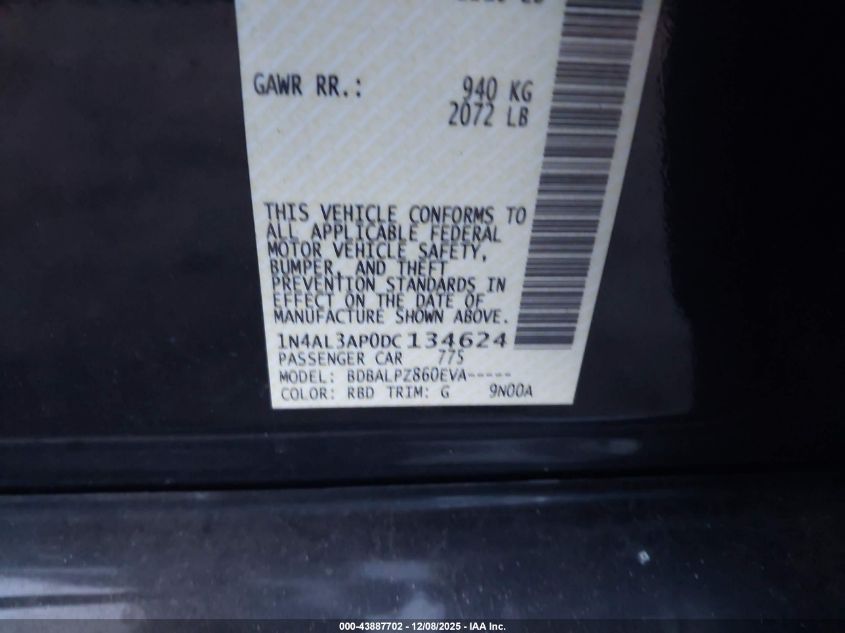 GAWR RR.: 940 KG
2072 LB
THIS VEHICLE CONFORMS TO
ALL APPLICABLE FEDERAL
MOTOR VEHICLE SAFETY,
BUMPER, AND THEFT
PREVENTION STANDARDS IN
EFFECT ON THE DATE OF
MANUFACTURE SHOWN ABOVE.
1N4AL3AP0DC134624
PASSENGER CAR 775
MODEL: BDBALPZ860EVA-----
COLOR: RBD TRIM: G 9N00A
000-43887702 - 12/08/2025 - IAA Inc.